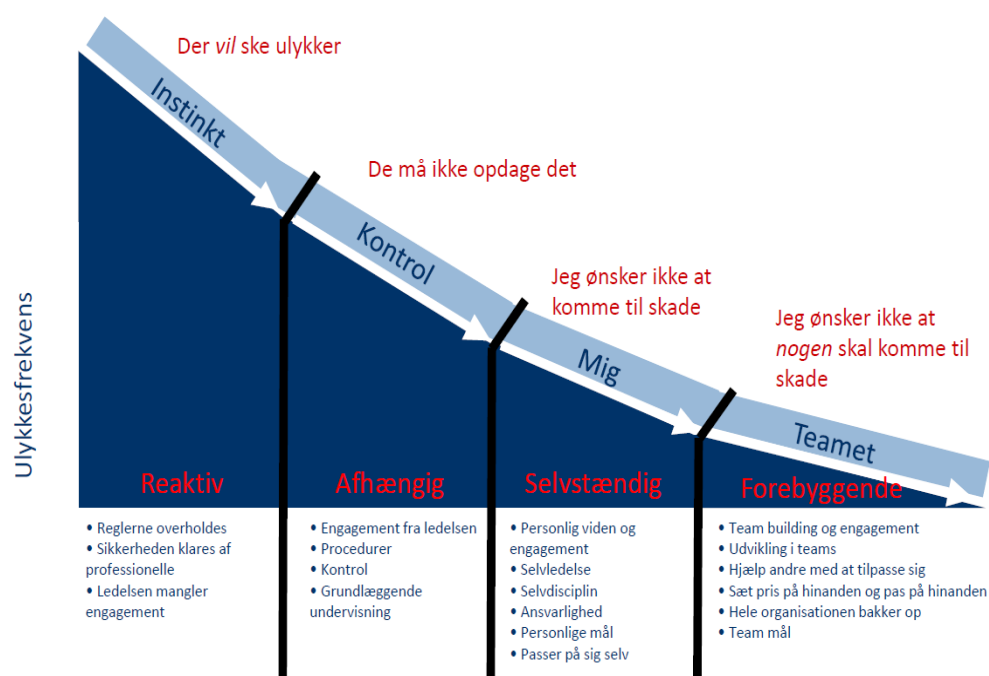 Der vil ske ulykker
Instinkt
De må ikke opdage det
Kontrol
Jeg ønsker ikke at
komme til skade
Mig
Jeg ønsker ikke at
nogen skal komme til
skade
Teamet
Ulykkesfrekvens
Reaktiv
Afhængig
Selvstændig
Forebyggende
• Reglerne overholdes
• Sikkerheden klares af
professionelle
• Ledelsen mangler
engagement
• Engagement fra ledelsen
• Procedurer
• Kontrol
• Grundlæggende
undervisning
• Personlig viden og
engagement
• Selvledelse
• Selvdisciplin
• Ansvarlighed
• Personlige mål
• Passer på sig selv
• Team building og engagement
• Udvikling i teams
• Hjælp andre med at tilpasse sig
• Sæt pris på hinanden og pas på hinanden
• Hele organisationen bakker op
• Team mål